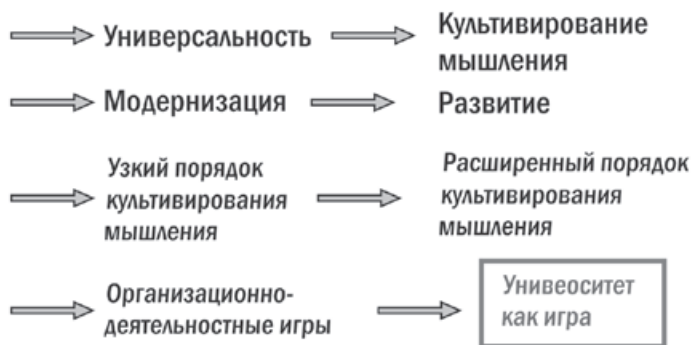 Универсальность
Культивирование
мышления
Модернизация
Развитие
Узкий порядок
культивирования
мышления
Расширенный порядок
культивирования
мышления
Организационно-
деятельностные игры
Унивеоситет
как игра